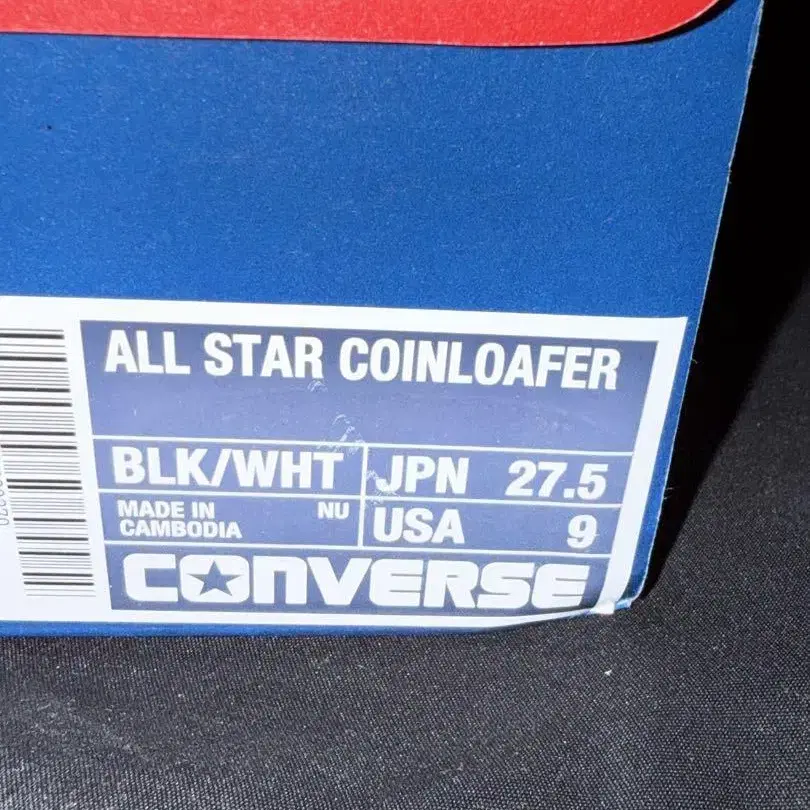 ALL STAR COINLOAFER
BLK/WHT JPN 27.5
MADE IN CAMBODIA NU USA 9
CONVERSE